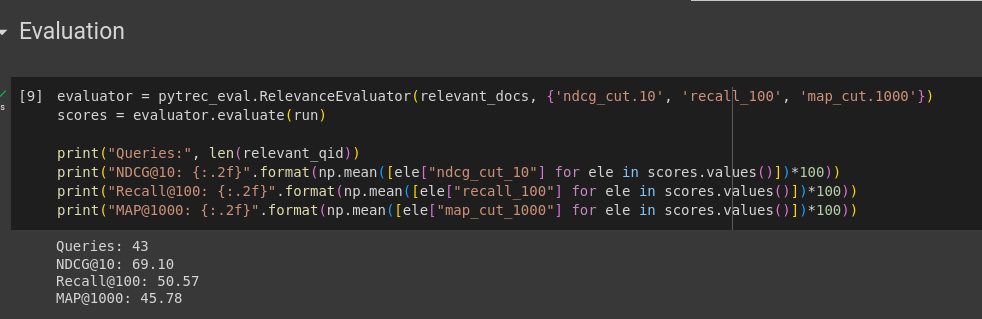 Evaluation
[9] evaluator = pytrec_eval.RelevanceEvaluator(relevant_docs, {'ndcg_cut.10', 'recall_100', 'map_cut.1000'})
s
scores = evaluator.evaluate(run)
print("Queries:", len(relevant_qid))
print("NDCG@10: {:.2f}".format(np.mean([ele["ndcg_cut_10"] for ele in scores.values()])*100))
print("Recall@100: {:.2f}".format(np.mean([ele["recall_100"] for ele in scores.values()])*100))
print("MAP@1000: {:.2f}".format(np.mean([ele["map_cut_1000"] for ele in scores.values()])*100))
Queries: 43
NDCG@10: 69.10
Recall@100: 50.57
MAP@1000: 45.78